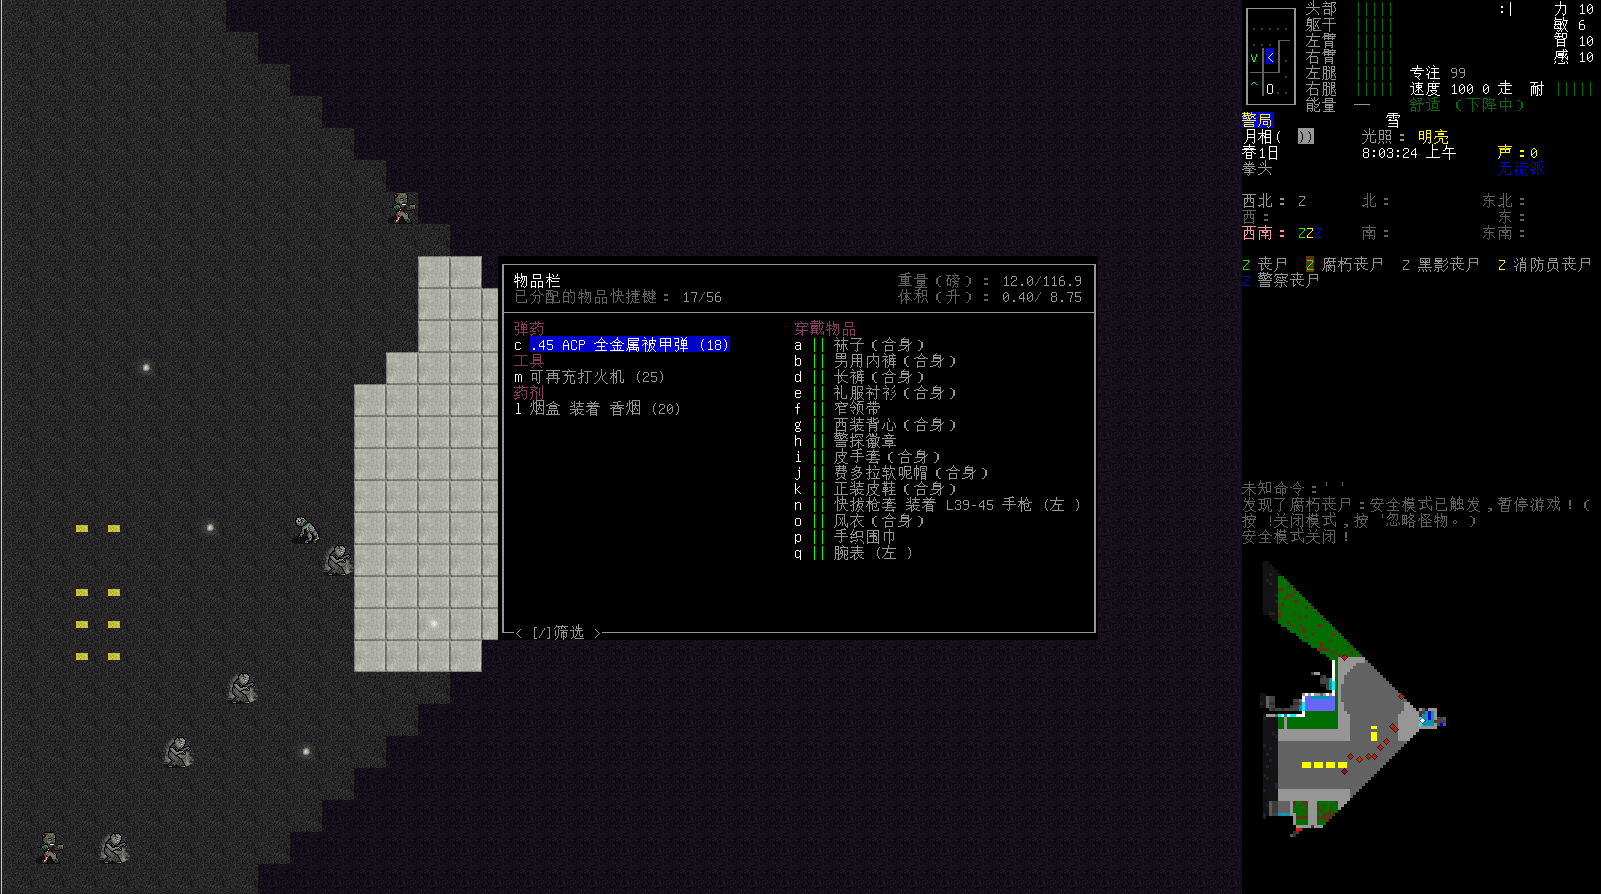 物品栏
已分配的物品快捷键： 17/56
重量（磅）： 12.0/116.9
体积（升）： 0.40/ 8.75
弹药
c .45 ACP 全金属被甲弹 (18)
工具
m 可再充打火机 (25)
药剂
l 烟盒 装着 香烟 (20)
穿戴物品
a || 袜子（合身）
b || 男用内裤（合身）
d || 长裤（合身）
e || 礼服衬衫（合身）
f || 窄领带
g || 西装背心（合身）
h || 警探徽章
i || 皮手套（合身）
j || 费多拉软呢帽（合身）
k || 正装皮鞋（合身）
n || 快拔枪套 装着 L39-45 手枪 (左 )
o || 风衣（合身）
p || 手织围巾
q || 腕表 (左 )
< [/]筛选 >
头部 ||||| :| 力 10
躯干 ||||| 敏 6
左臂 ||||| 智 10
右臂 ||||| 感 10
左腿 ||||| 专注 99
右腿 ||||| 速度 100 0 走 耐 |||||
能量 — 舒适 （下降中）
警局 雪
月相( )) 光照： 明亮
春1日 8:03:24 上午 声：0
拳头 无流派
西北： Z 北： 东北：
西： 东：
西南： ZZZ 南： 东南：
Z 丧尸 Z 腐朽丧尸 Z 黑影丧尸 Z 消防员丧尸
Z 警察丧尸
未知命令：' '
发现了腐朽丧尸：安全模式已触发，暂停游戏！（
按 !关闭模式，按 '忽略怪物。）
安全模式关闭！